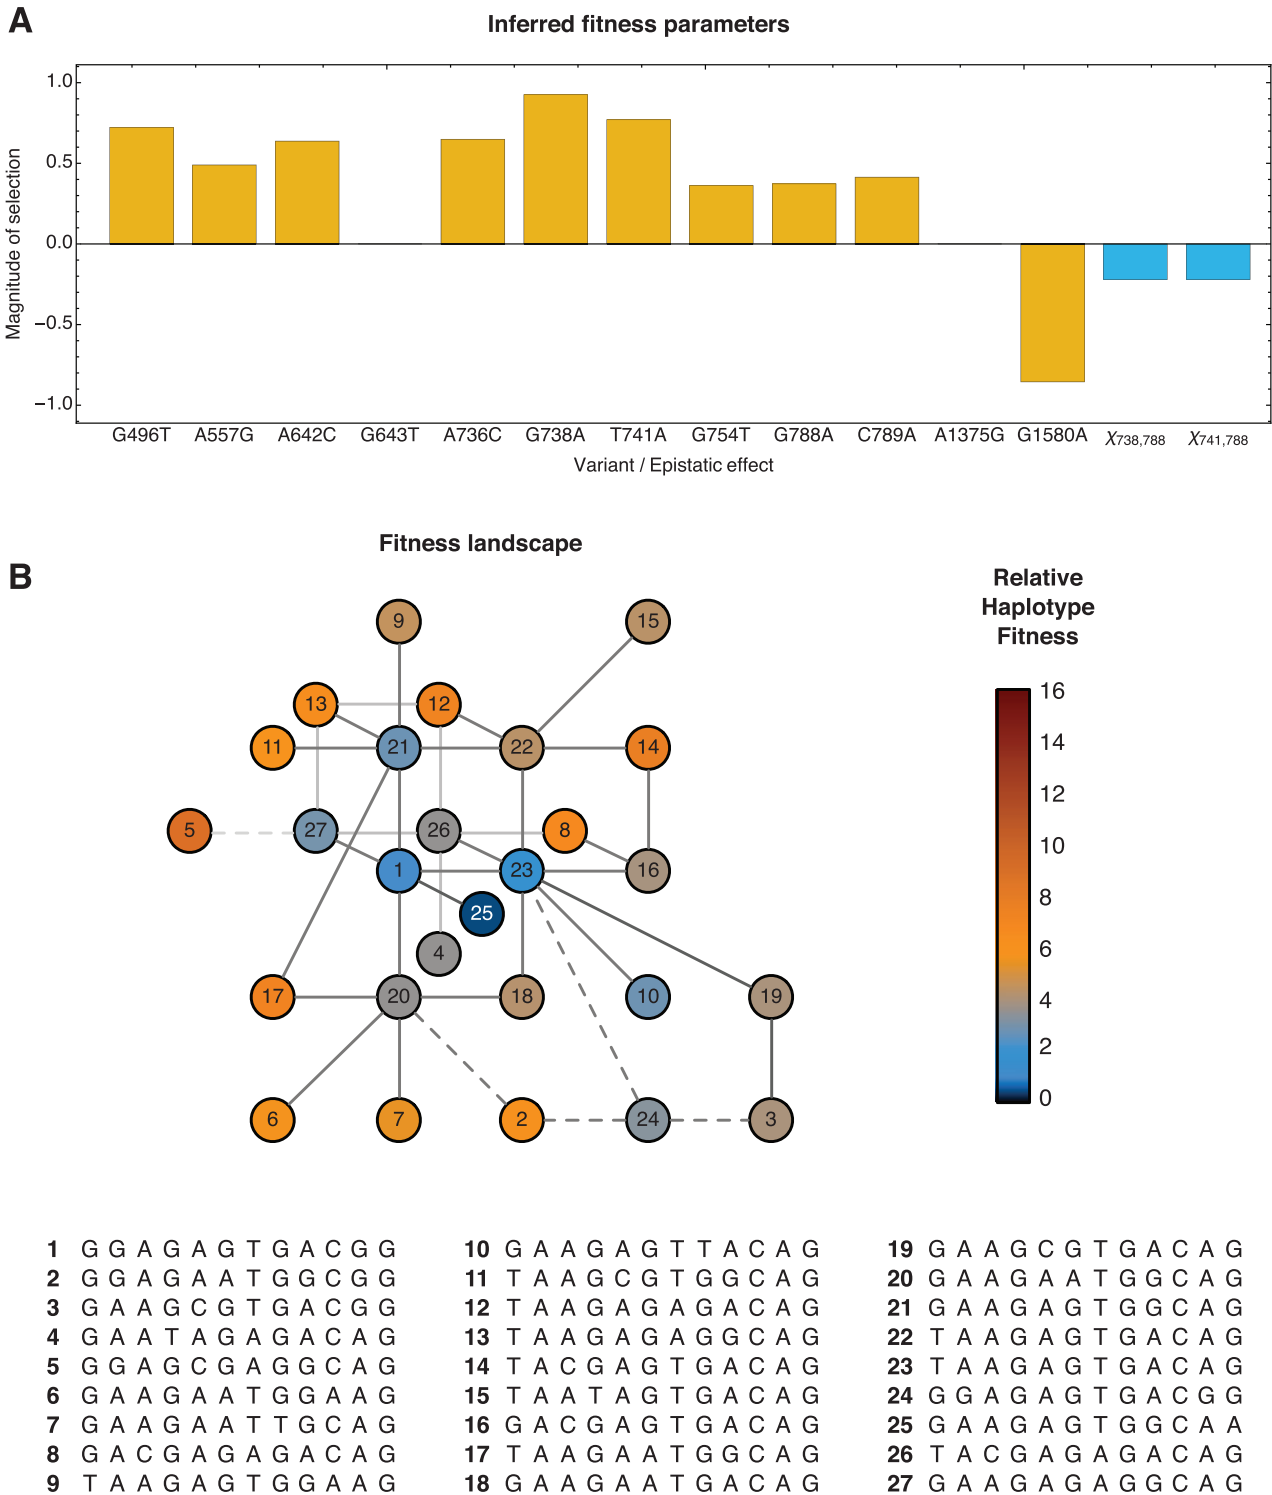 A
Inferred fitness parameters
Magnitude of selection
1.0
0.5
0.0
−0.5
−1.0
G496T A557G A642C G643T A736C G738A T741A G754T G788A C789A A1375G G1580A χ738,788 χ741,788
Variant / Epistatic effect
B
Fitness landscape
Relative
Haplotype
Fitness
16
14
12
10
8
6
4
2
0
9 15
13 12
11 21 22 14
5 27 26 8
1 23 16
25
4
17 20 18 10 19
6 7 2 24 3
1 G G A G A G T G A C G G
2 G G A G A A T G G C G G
3 G A A G C G T G A C G G
4 G A A T A G A G A C A G
5 G G A G C G A G G C A G
6 G A A G A A T G G A A G
7 G A A G A A T T G C A G
8 G A C G A G A G A C A G
9 T A A G A G T G G A A G
10 G A A G A G T T A C A G
11 T A A G C G T G G C A G
12 T A A G A G A G A C A G
13 T A A G A G A G G C A G
14 T A C G A G T G A C A G
15 T A A T A G T G A C A G
16 G A C G A G T G A C A G
17 T A A G A A T G G C A G
18 G A A G A A T G A C A G
19 G A A G C G T G A C A G
20 G A A G A A T G G C A G
21 G A A G A G T G G C A G
22 T A A G A G T G A C A G
23 T A A G A G T G A C A G
24 G G A G A G T G A C G G
25 G A A G A G T G G C A A
26 T A C G A G A G A C A G
27 G A A G A G A G G C A G